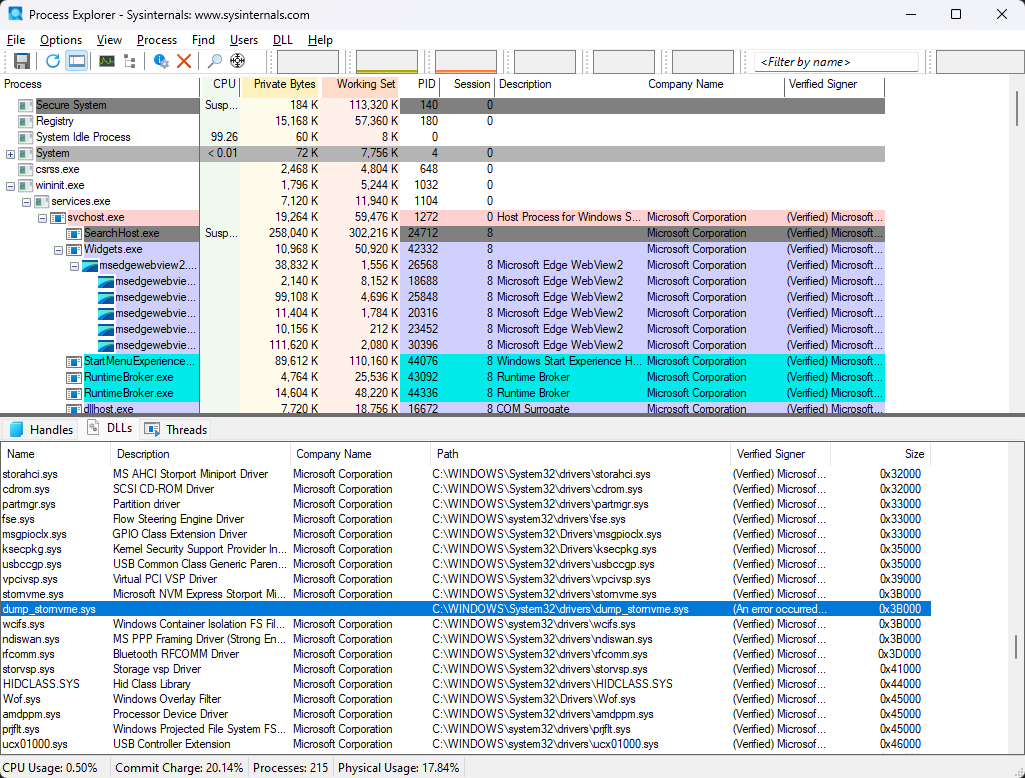 Process Explorer - Sysinternals: www.sysinternals.com
File Options View Process Find Users DLL Help
<Filter by name>
Process CPU Private Bytes Working Set PID Session Description Company Name Verified Signer
Secure System Susp... 184 K 113,320 K 140 0
Registry 15,168 K 57,360 K 180 0
System Idle Process 99.26 60 K 8 K 0
System < 0.01 72 K 7,756 K 4 0
csrss.exe 2,468 K 4,804 K 648 0
wininit.exe 1,796 K 5,244 K 1032 0
services.exe 7,120 K 11,940 K 1104 0
svchost.exe 19,264 K 59,476 K 1272 0 Host Process for Windows S... Microsoft Corporation (Verified) Microsoft...
SearchHost.exe Susp... 258,040 K 302,216 K 24712 8 Microsoft Corporation (Verified) Microsoft...
Widgets.exe 10,968 K 50,920 K 42332 8 Microsoft Corporation (Verified) Microsoft...
msedgewebview2.... 38,832 K 1,556 K 26568 8 Microsoft Edge WebView2 Microsoft Corporation (Verified) Microsoft...
msedgewebvie... 2,140 K 8,152 K 18688 8 Microsoft Edge WebView2 Microsoft Corporation (Verified) Microsoft...
msedgewebvie... 99,108 K 4,696 K 25848 8 Microsoft Edge WebView2 Microsoft Corporation (Verified) Microsoft...
msedgewebvie... 11,404 K 1,784 K 20316 8 Microsoft Edge WebView2 Microsoft Corporation (Verified) Microsoft...
msedgewebvie... 10,156 K 212 K 23452 8 Microsoft Edge WebView2 Microsoft Corporation (Verified) Microsoft...
msedgewebvie... 111,620 K 2,080 K 30396 8 Microsoft Edge WebView2 Microsoft Corporation (Verified) Microsoft...
StartMenuExperience... 89,612 K 110,160 K 44076 8 Windows Start Experience H... Microsoft Corporation (Verified) Microsoft...
RuntimeBroker.exe 4,764 K 25,536 K 43092 8 Runtime Broker Microsoft Corporation (Verified) Microsoft...
RuntimeBroker.exe 14,604 K 48,220 K 44336 8 Runtime Broker Microsoft Corporation (Verified) Microsoft...
dllhost.exe 7,720 K 18,756 K 16672 8 COM Surrogate Microsoft Corporation (Verified) Microsoft...
Handles DLLs Threads
Name Description Company Name Path Verified Signer Size
storahci.sys MS AHCI Storport Miniport Driver Microsoft Corporation C:\WINDOWS\System32\drivers\storahci.sys (Verified) Microsof... 0x32000
cdrom.sys SCSI CD-ROM Driver Microsoft Corporation C:\WINDOWS\System32\drivers\cdrom.sys (Verified) Microsof... 0x32000
partmgr.sys Partition driver Microsoft Corporation C:\WINDOWS\System32\drivers\partmgr.sys (Verified) Microsof... 0x33000
fse.sys Flow Steering Engine Driver Microsoft Corporation C:\WINDOWS\system32\drivers\fse.sys (Verified) Microsof... 0x33000
msgpioclx.sys GPIO Class Extension Driver Microsoft Corporation C:\WINDOWS\System32\Drivers\msgpioclx.sys (Verified) Microsof... 0x33000
ksecpkg.sys Kernel Security Support Provider In... Microsoft Corporation C:\WINDOWS\System32\Drivers\ksecpkg.sys (Verified) Microsof... 0x35000
usbccgp.sys USB Common Class Generic Paren... Microsoft Corporation C:\WINDOWS\System32\drivers\usbccgp.sys (Verified) Microsof... 0x35000
vpcivsp.sys Virtual PCI VSP Driver Microsoft Corporation C:\WINDOWS\System32\drivers\vpcivsp.sys (Verified) Microsof... 0x39000
stornvme.sys Microsoft NVM Express Storport Mi... Microsoft Corporation C:\WINDOWS\System32\drivers\stornvme.sys (Verified) Microsof... 0x3B000
dump_stornvme.sys C:\WINDOWS\System32\drivers\dump_stornvme.sys (An error occurred... 0x3B000
wcifs.sys Windows Container Isolation FS Fil... Microsoft Corporation C:\WINDOWS\system32\drivers\wcifs.sys (Verified) Microsof... 0x3B000
ndiswan.sys MS PPP Framing Driver (Strong En... Microsoft Corporation C:\WINDOWS\System32\drivers\ndiswan.sys (Verified) Microsof... 0x3B000
rfcomm.sys Bluetooth RFCOMM Driver Microsoft Corporation C:\WINDOWS\System32\drivers\rfcomm.sys (Verified) Microsof... 0x3D000
storvsp.sys Storage vsp Driver Microsoft Corporation C:\WINDOWS\System32\drivers\storvsp.sys (Verified) Microsof... 0x41000
HIDCLASS.SYS Hid Class Library Microsoft Corporation C:\WINDOWS\System32\drivers\HIDCLASS.SYS (Verified) Microsof... 0x44000
Wof.sys Windows Overlay Filter Microsoft Corporation C:\WINDOWS\System32\Drivers\Wof.sys (Verified) Microsof... 0x45000
amdppm.sys Processor Device Driver Microsoft Corporation C:\WINDOWS\System32\drivers\amdppm.sys (Verified) Microsof... 0x45000
prjflt.sys Windows Projected File System FS... Microsoft Corporation C:\WINDOWS\system32\drivers\prjflt.sys (Verified) Microsof... 0x45000
ucx01000.sys USB Controller Extension Microsoft Corporation C:\WINDOWS\system32\drivers\ucx01000.sys (Verified) Microsof... 0x46000
CPU Usage: 0.50% Commit Charge: 20.14% Processes: 215 Physical Usage: 17.84%